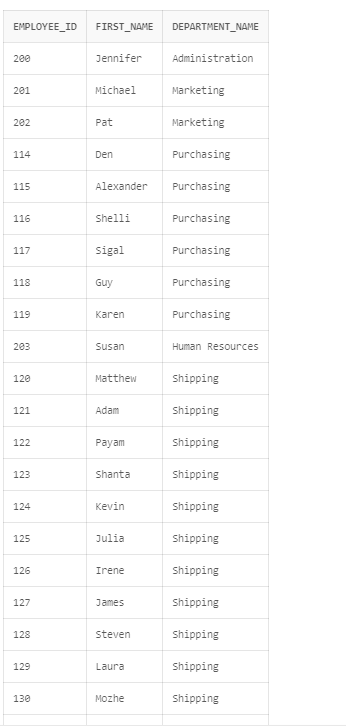 EMPLOYEE_ID FIRST_NAME DEPARTMENT_NAME
200 Jennifer Administration
201 Michael Marketing
202 Pat Marketing
114 Den Purchasing
115 Alexander Purchasing
116 Shelli Purchasing
117 Sigal Purchasing
118 Guy Purchasing
119 Karen Purchasing
203 Susan Human Resources
120 Matthew Shipping
121 Adam Shipping
122 Payam Shipping
123 Shanta Shipping
124 Kevin Shipping
125 Julia Shipping
126 Irene Shipping
127 James Shipping
128 Steven Shipping
129 Laura Shipping
130 Mozhe Shipping